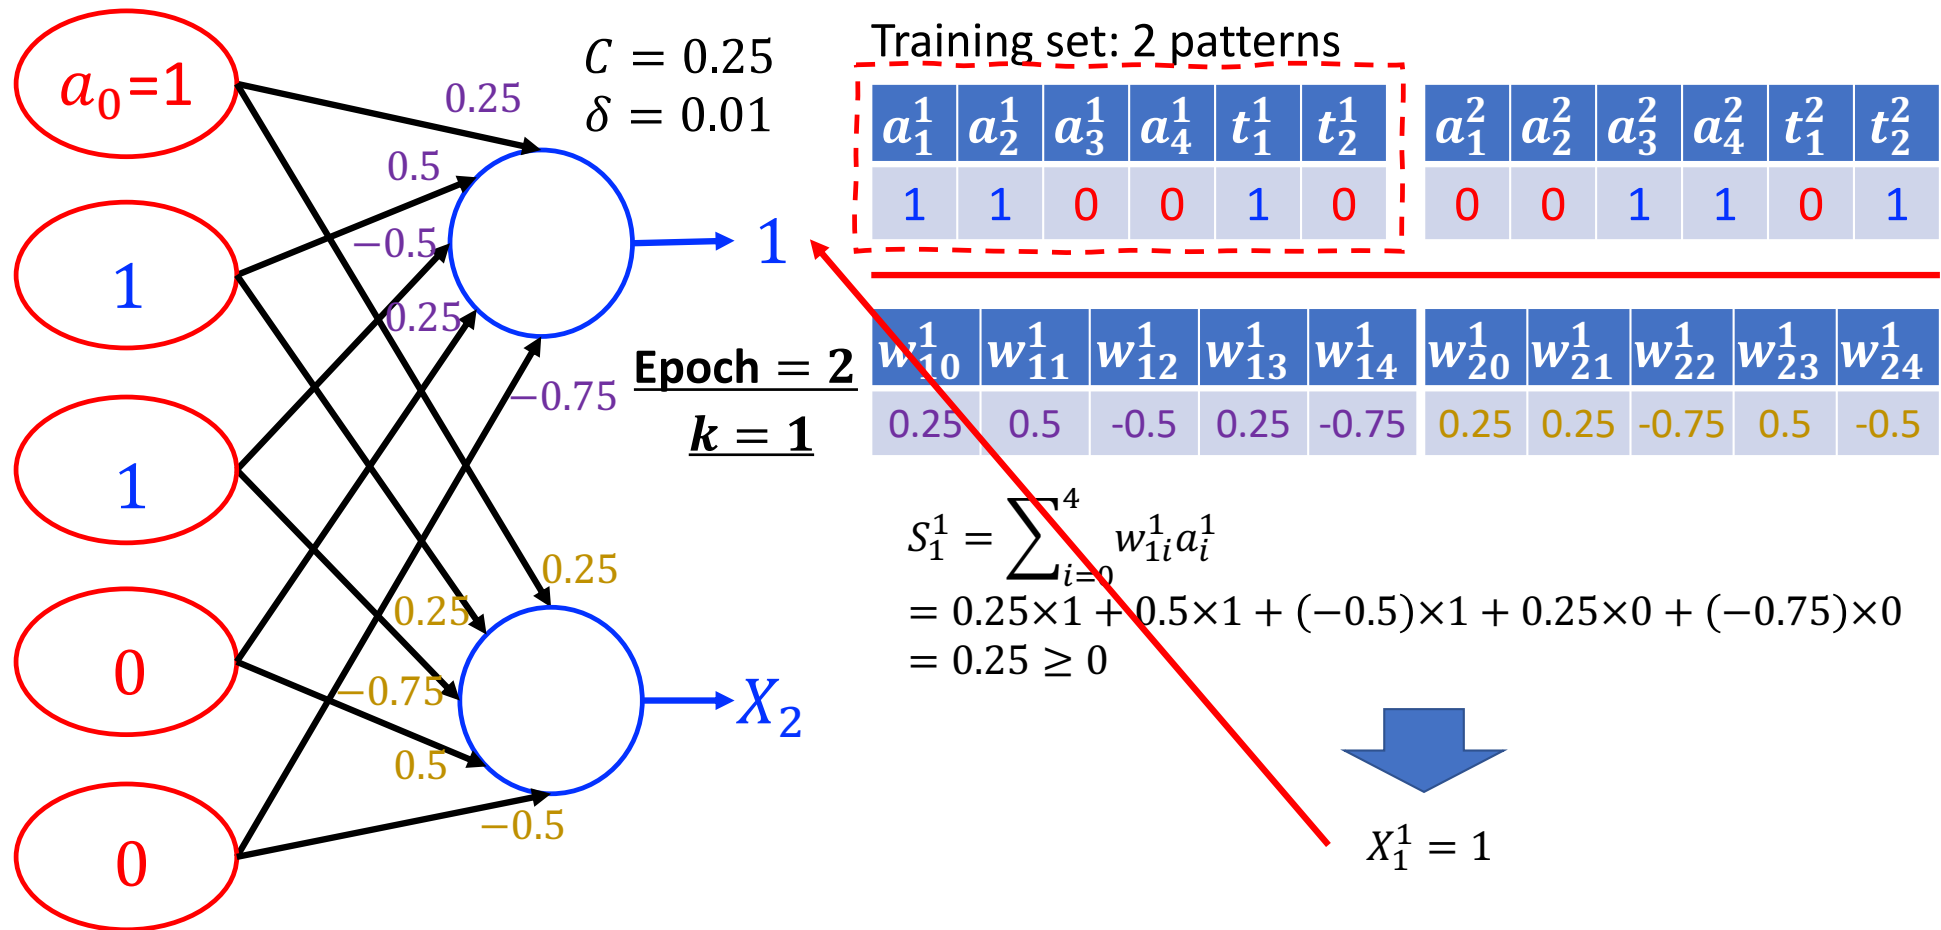 a₀=1
1
1
0
0
0.25
0.5
−0.5
0.25
−0.75
0.25
0.25
−0.75
0.5
−0.5
1
X₂
C = 0.25
δ = 0.01
Training set: 2 patterns
a₁¹ a₂¹ a₃¹ a₄¹ t₁¹ t₂¹
1 1 0 0 1 0
a₁² a₂² a₃² a₄² t₁² t₂²
0 0 1 1 0 1
Epoch = 2
k = 1
w₁₀¹ w₁₁¹ w₁₂¹ w₁₃¹ w₁₄¹
0.25 0.5 -0.5 0.25 -0.75
w₂₀¹ w₂₁¹ w₂₂¹ w₂₃¹ w₂₄¹
0.25 0.25 -0.75 0.5 -0.5
S₁¹ = ∑ᵢ₌₀⁴ w₁ᵢ¹aᵢ¹
= 0.25×1 + 0.5×1 + (−0.5)×1 + 0.25×0 + (−0.75)×0
= 0.25 ≥ 0
X₁¹ = 1